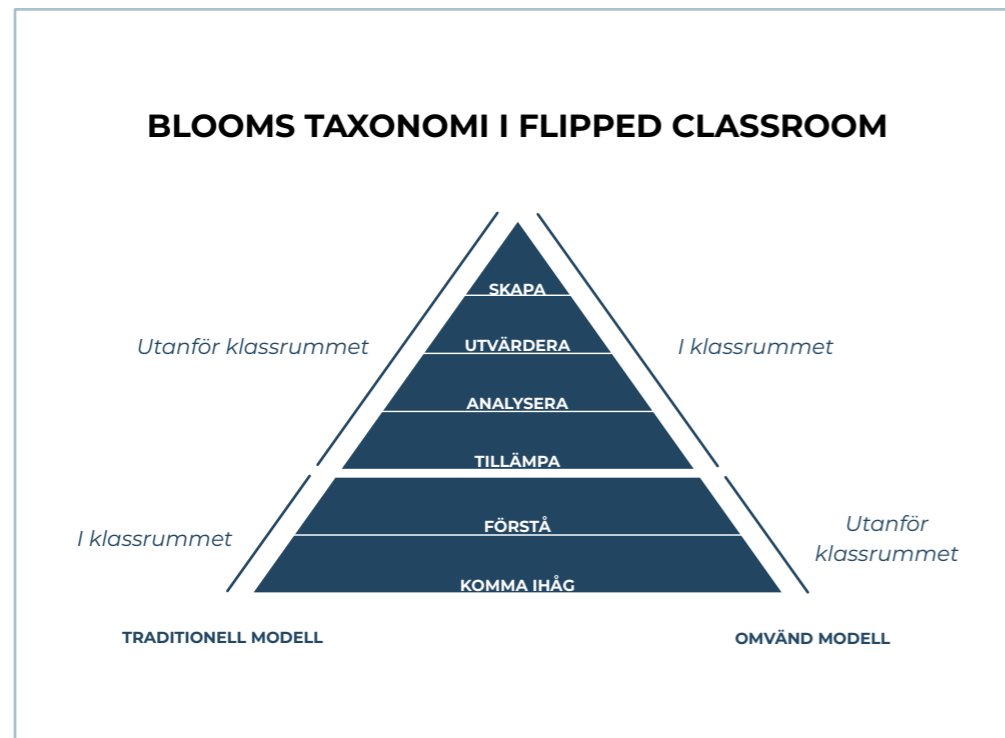 BLOOMS TAXONOMI I FLIPPED CLASSROOM
SKAPA
Utanför klassrummet
UTVÄRDERA
I klassrummet
ANALYSERA
TILLÄMPA
I klassrummet
FÖRSTÅ
Utanför
klassrummet
KOMMA IHÅG
TRADITIONELL MODELL
OMVÄND MODELL